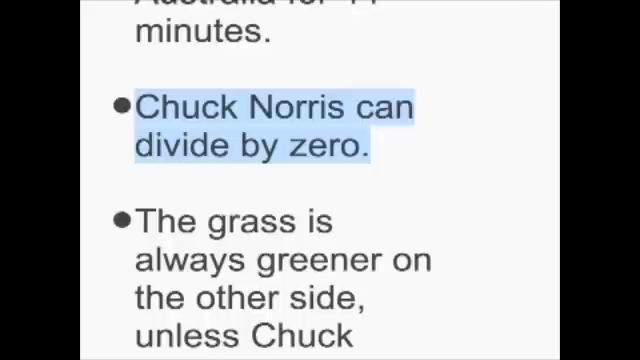 minutes.
● Chuck Norris can
divide by zero.
● The grass is
always greener on
the other side,
unless Chuck